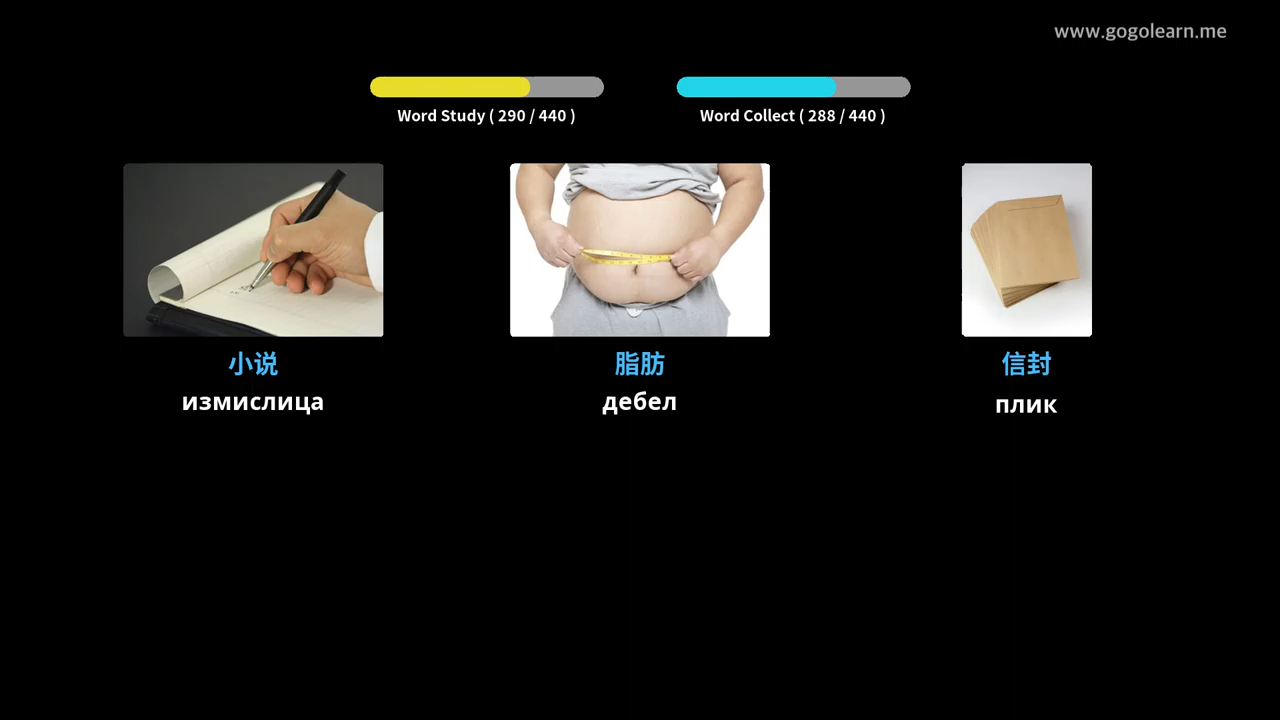 www.gogolearn.me
Word Study ( 290 / 440 )
Word Collect ( 288 / 440 )
小说
измислица
脂肪
дебел
信封
плик